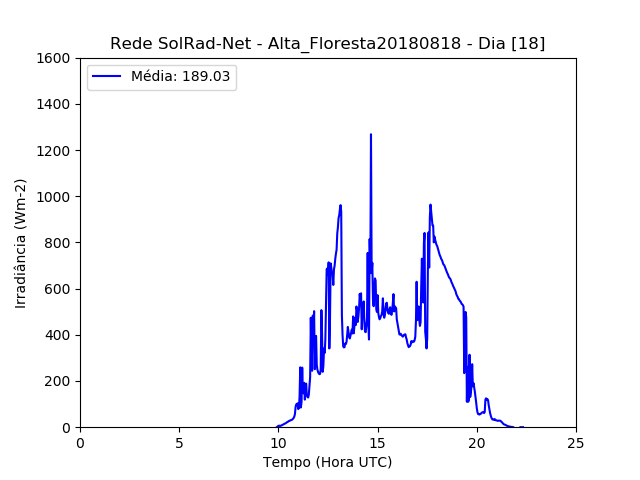 Rede SolRad-Net - Alta_Floresta20180818 - Dia [18]
Média: 189.03
1600
1400
1200
1000
800
600
400
200
0
Irradiância (Wm-2)
0 5 10 15 20 25
Tempo (Hora UTC)